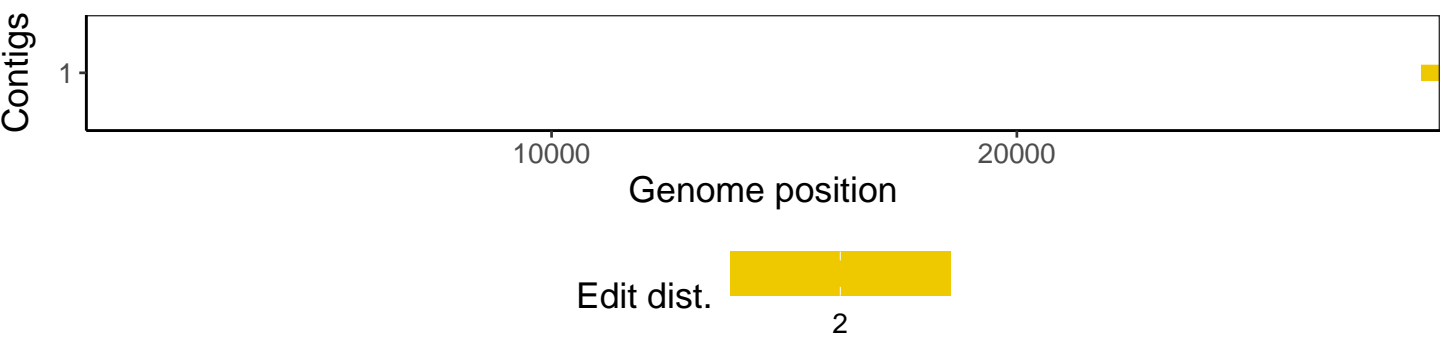 Contigs
1
10000 20000
Genome position
Edit dist.
2